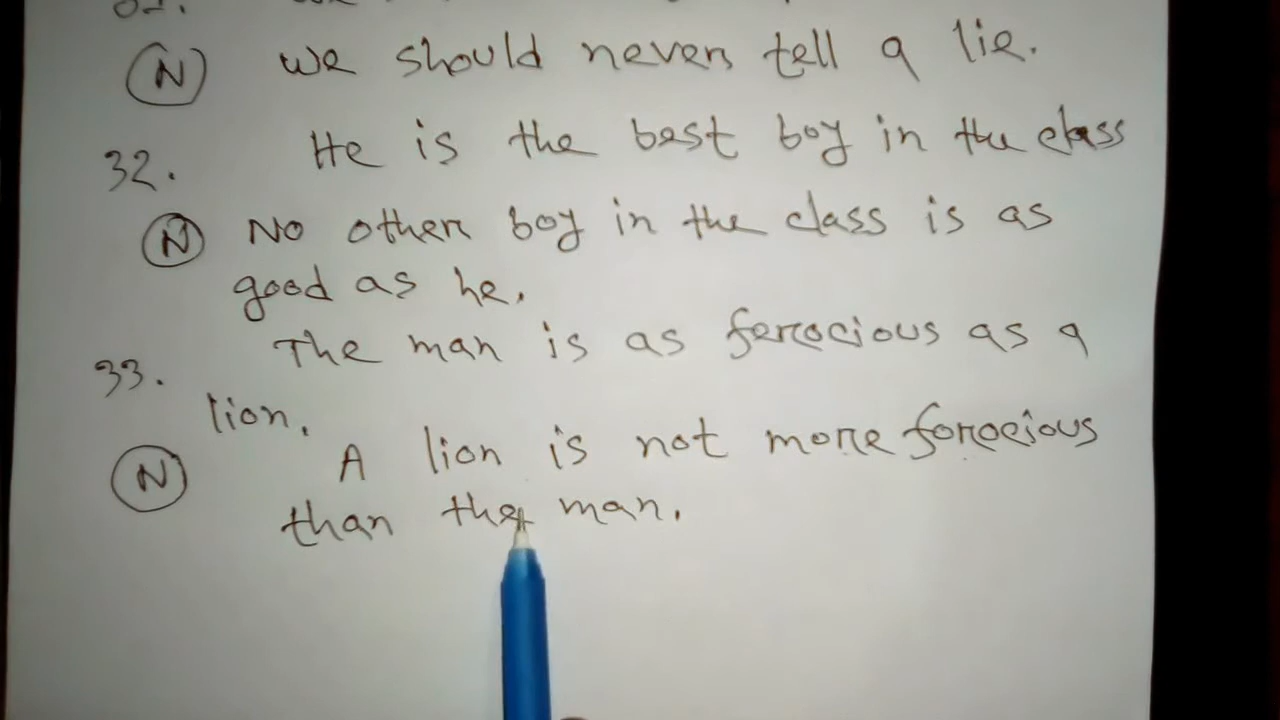 N We should never tell a lie.
32. He is the best boy in the class
N No other boy in the class is as
good as he.
33. The man is as ferocious as a
lion.
N A lion is not more forocious
than the man.